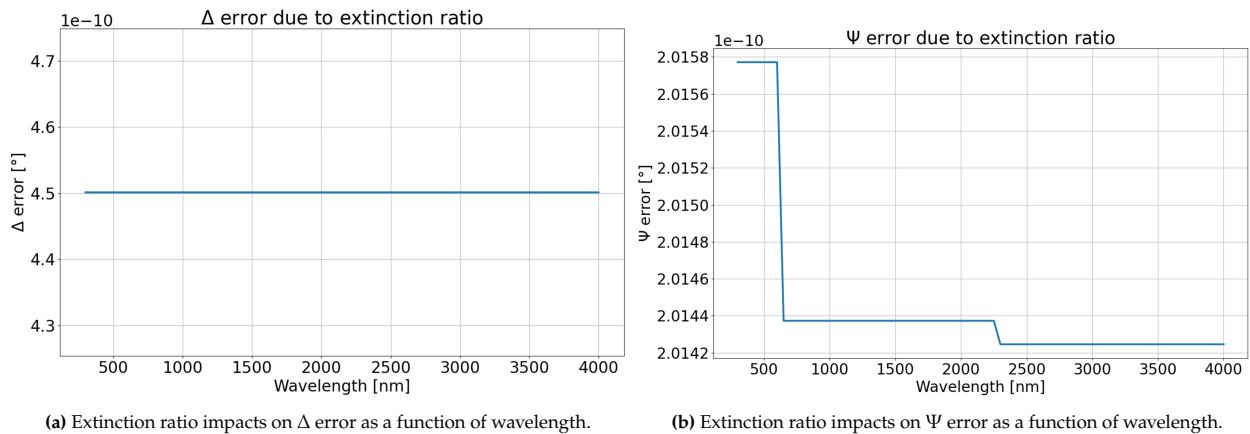 Δ error due to extinction ratio
1e−10
4.7
4.6
4.5
4.4
4.3
Δ error [°]
500 1000 1500 2000 2500 3000 3500 4000
Wavelength [nm]
(a) Extinction ratio impacts on Δ error as a function of wavelength.
Ψ error due to extinction ratio
1e−10
2.0158
2.0156
2.0154
2.0152
2.0150
2.0148
2.0146
2.0144
2.0142
Ψ error [°]
500 1000 1500 2000 2500 3000 3500 4000
Wavelength [nm]
(b) Extinction ratio impacts on Ψ error as a function of wavelength.